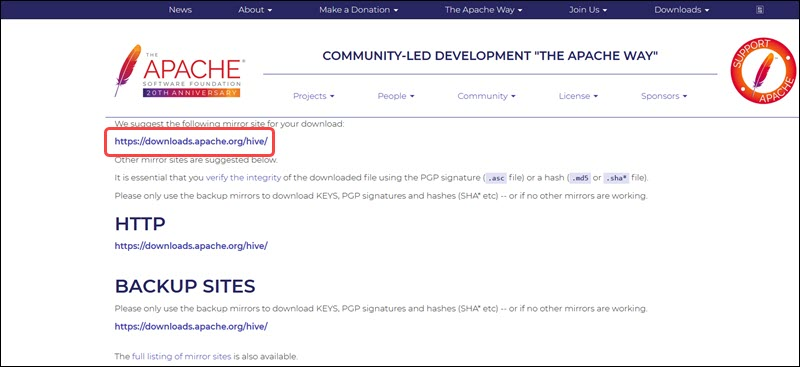 News About Make a Donation The Apache Way Join Us Downloads
THE
APACHE®
SOFTWARE FOUNDATION
20TH ANNIVERSARY
COMMUNITY-LED DEVELOPMENT "THE APACHE WAY"
SUPPORT
APACHE
Projects People Community License Sponsors
We suggest the following mirror site for your download:
https://downloads.apache.org/hive/
Other mirror sites are suggested below.
It is essential that you verify the integrity of the downloaded file using the PGP signature ( .asc file) or a hash ( .md5 or .sha* file).
Please only use the backup mirrors to download KEYS, PGP signatures and hashes (SHA* etc) -- or if no other mirrors are working.
HTTP
https://downloads.apache.org/hive/
BACKUP SITES
Please only use the backup mirrors to download KEYS, PGP signatures and hashes (SHA* etc) -- or if no other mirrors are working.
https://downloads.apache.org/hive/
The full listing of mirror sites is also available.